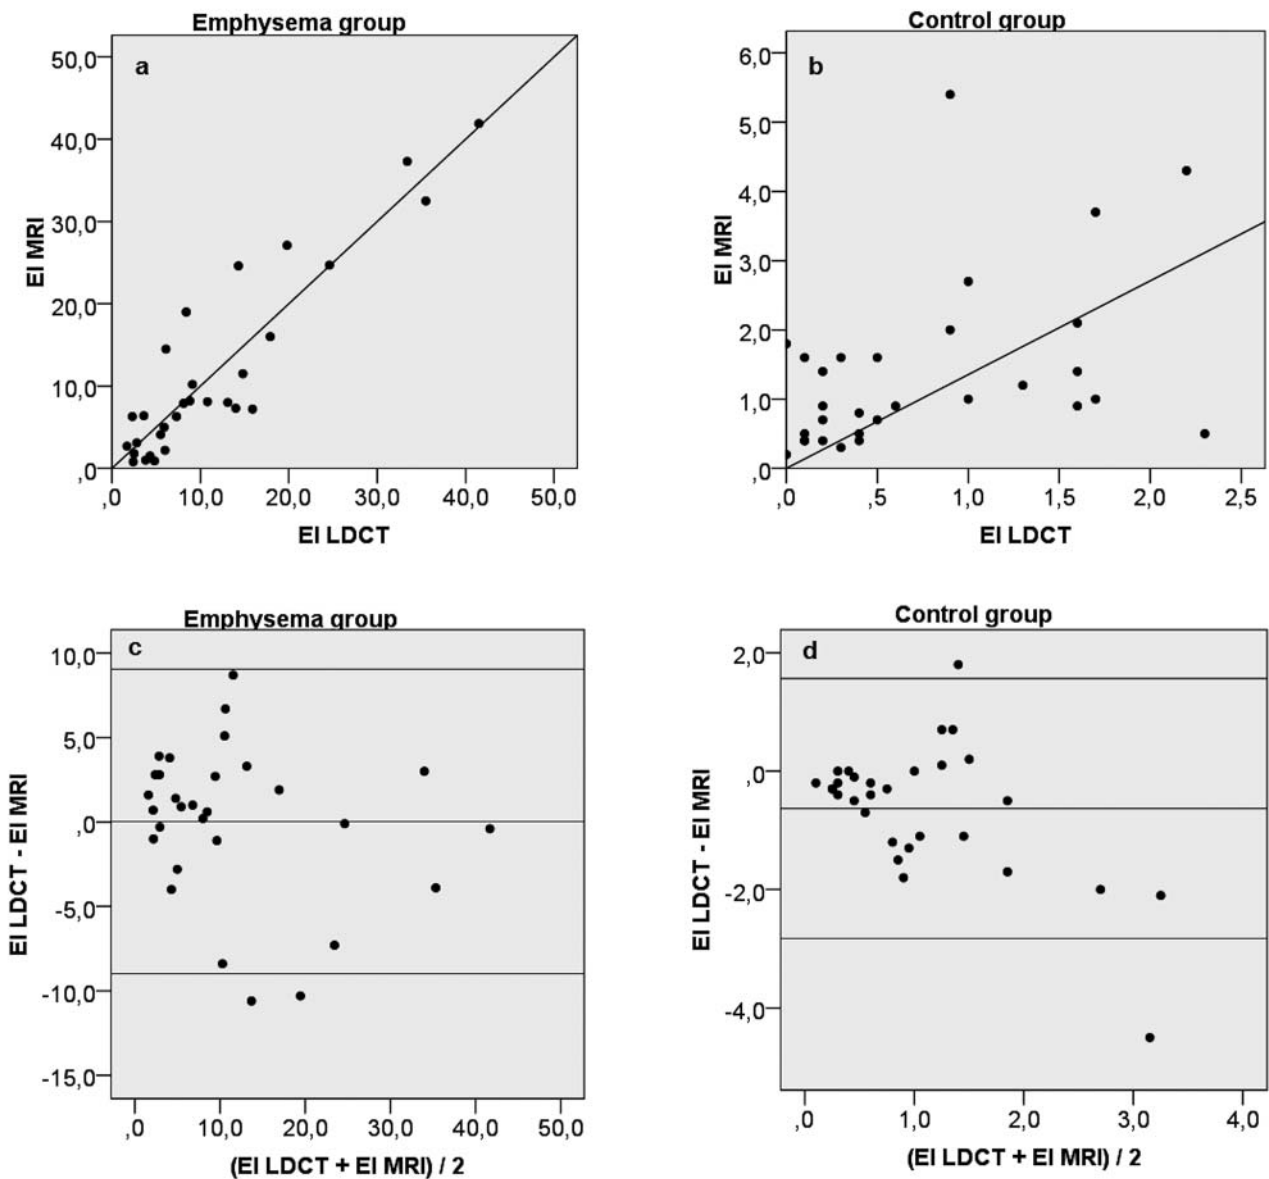 Emphysema group
a
EI MRI
50,0
40,0
30,0
20,0
10,0
,0
,0 10,0 20,0 30,0 40,0 50,0
EI LDCT
Control group
b
EI MRI
6,0
5,0
4,0
3,0
2,0
1,0
,0
,0 ,5 1,0 1,5 2,0 2,5
EI LDCT
Emphysema group
c
EI LDCT - EI MRI
10,0
5,0
,0
-5,0
-10,0
-15,0
,0 10,0 20,0 30,0 40,0 50,0
(EI LDCT + EI MRI) / 2
Control group
d
EI LDCT - EI MRI
2,0
,0
-2,0
-4,0
,0 1,0 2,0 3,0 4,0
(EI LDCT + EI MRI) / 2